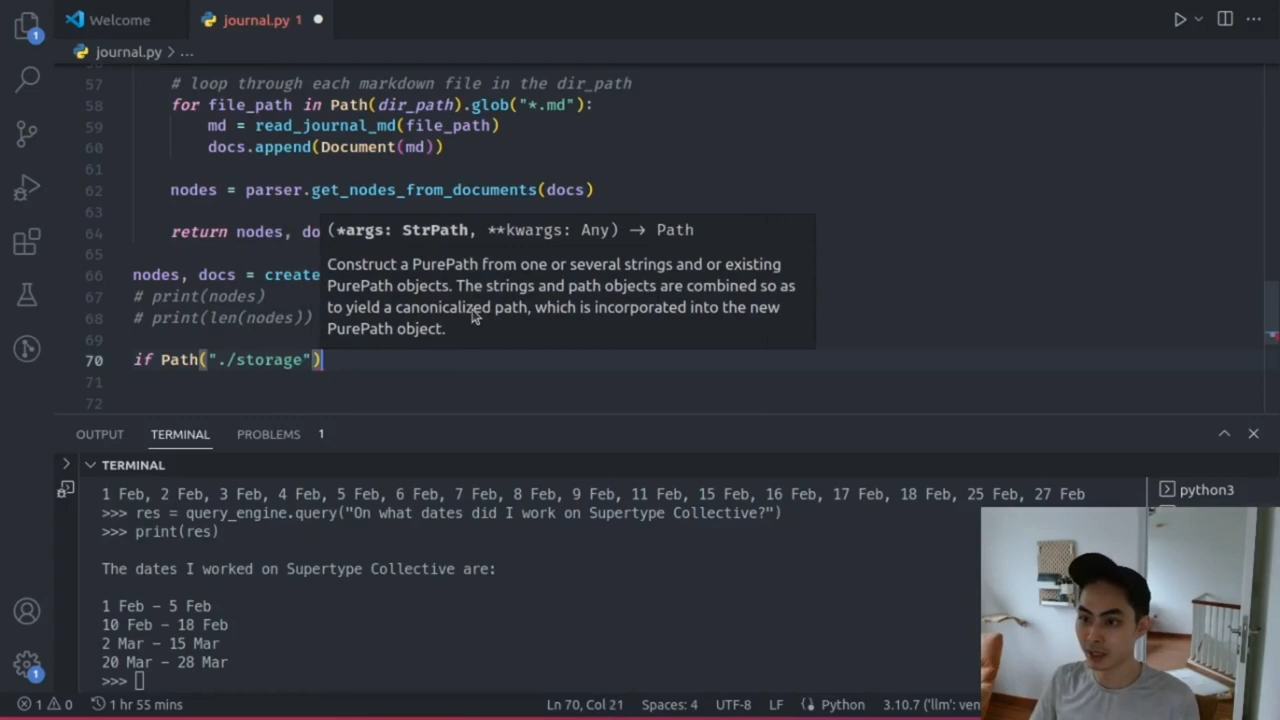 1
Welcome
journal.py 1
journal.py > ...
57 # loop through each markdown file in the dir_path
58 for file_path in Path(dir_path).glob("*.md"):
59 md = read_journal_md(file_path)
60 docs.append(Document(md))
61
62 nodes = parser.get_nodes_from_documents(docs)
63
64 return nodes, do
(*args: StrPath, **kwargs: Any) → Path
Construct a PurePath from one or several strings and or existing
PurePath objects. The strings and path objects are combined so as
to yield a canonicalized path, which is incorporated into the new
PurePath object.
65
66 nodes, docs = create
67 # print(nodes)
68 # print(len(nodes))
69
70 if Path("./storage")
71
72
OUTPUT TERMINAL PROBLEMS 1
TERMINAL
1 Feb, 2 Feb, 3 Feb, 4 Feb, 5 Feb, 6 Feb, 7 Feb, 8 Feb, 9 Feb, 11 Feb, 15 Feb, 16 Feb, 17 Feb, 18 Feb, 25 Feb, 27 Feb
>>> res = query_engine.query("On what dates did I work on Supertype Collective?")
>>> print(res)
The dates I worked on Supertype Collective are:
1 Feb – 5 Feb
10 Feb – 18 Feb
2 Mar – 15 Mar
20 Mar – 28 Mar
>>>
python3
1
1 0 1 hr 55 mins Ln 70, Col 21 Spaces: 4 UTF-8 LF Python 3.10.7 ('llm': ven